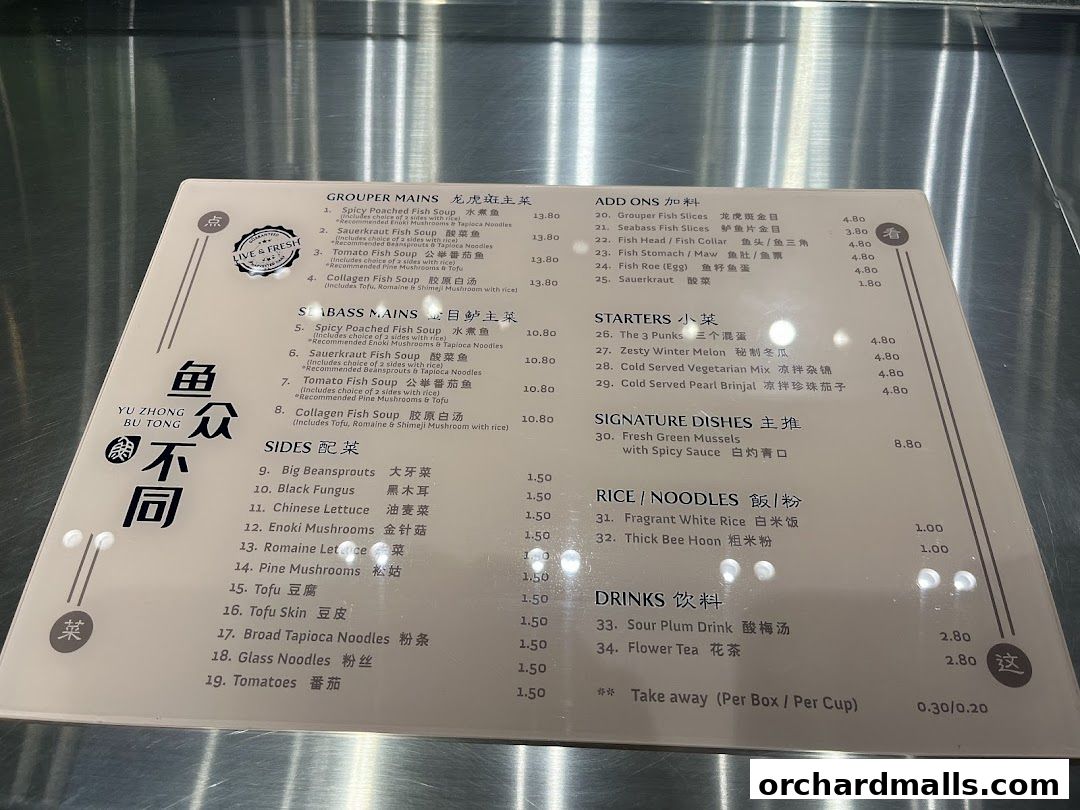 点
GUARANTEED
LIVE & FRESH
鱼众不同
YU ZHONG
BU TONG
菜
GROUPER MAINS 龙虎斑主菜
1. Spicy Poached Fish Soup 水煮鱼 13.80
(Includes choice of 2 sides with rice)
*Recommended Enoki Mushrooms & Tapioca Noodles
2. Sauerkraut Fish Soup 酸菜鱼 13.80
(Includes choice of 2 sides with rice)
*Recommended Beansprouts & Tapioca Noodles
3. Tomato Fish Soup 公举番茄鱼 13.80
(Includes choice of 2 sides with rice)
*Recommended Pine Mushrooms & Tofu
4. Collagen Fish Soup 胶原白汤 13.80
(Includes Tofu, Romaine & Shimeji Mushroom with rice)
SEABASS MAINS 金目鲈主菜
5. Spicy Poached Fish Soup 水煮鱼 10.80
(Includes choice of 2 sides with rice)
*Recommended Enoki Mushrooms & Tapioca Noodles
6. Sauerkraut Fish Soup 酸菜鱼 10.80
(Includes choice of 2 sides with rice)
*Recommended Beansprouts & Tapioca Noodles
7. Tomato Fish Soup 公举番茄鱼 10.80
(Includes choice of 2 sides with rice)
*Recommended Pine Mushrooms & Tofu
8. Collagen Fish Soup 胶原白汤 10.80
(Includes Tofu, Romaine & Shimeji Mushroom with rice)
SIDES 配菜
9. Big Beansprouts 大牙菜 1.50
10. Black Fungus 黑木耳 1.50
11. Chinese Lettuce 油麦菜 1.50
12. Enoki Mushrooms 金针菇 1.50
13. Romaine Lettuce 菜
14. Pine Mushrooms 松菇 1.50
15. Tofu 豆腐 1.50
16. Tofu Skin 豆皮 1.50
17. Broad Tapioca Noodles 粉条 1.50
18. Glass Noodles 粉丝 1.50
19. Tomatoes 番茄 1.50
ADD ONS 加料
20. Grouper Fish Slices 龙虎斑金目 4.80
21. Seabass Fish Slices 鲈鱼片金目 3.80
22. Fish Head / Fish Collar 鱼头/鱼三角 4.80
23. Fish Stomach / Maw 鱼肚/鱼票 4.80
24. Fish Roe (Egg) 鱼籽鱼蛋 4.80
25. Sauerkraut 酸菜 1.80
STARTERS 小菜
26. The 3 Punks 三个混蛋 4.80
27. Zesty Winter Melon 秘制冬瓜 4.80
28. Cold Served Vegetarian Mix 凉拌杂锦 4.80
29. Cold Served Pearl Brinjal 凉拌珍珠茄子 4.80
SIGNATURE DISHES 主推
30. Fresh Green Mussels 8.80
with Spicy Sauce 白灼青口
RICE / NOODLES 飯/粉
31. Fragrant White Rice 白米饭 1.00
32. Thick Bee Hoon 粗米粉 1.00
DRINKS 饮料
33. Sour Plum Drink 酸梅汤 2.80
34. Flower Tea 花茶 2.80
** Take away (Per Box / Per Cup) 0.30/0.20
看
这
orchardmalls.com